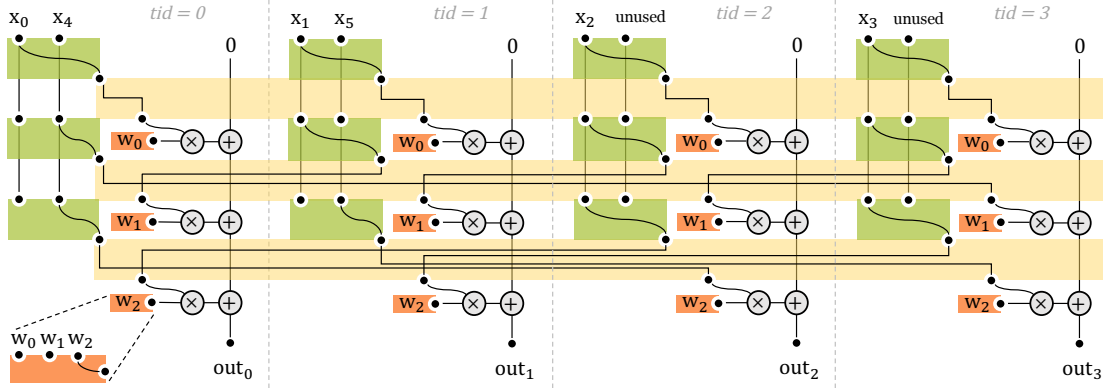 tid = 0 tid = 1 tid = 2 tid = 3
x₀ x₄ x₁ x₅ x₂ unused x₃ unused
0 0 0 0
w₀ × + w₀ × + w₀ × + w₀ × +
w₁ × + w₁ × + w₁ × + w₁ × +
w₂ × + w₂ × + w₂ × + w₂ × +
w₀ w₁ w₂
out₀ out₁ out₂ out₃